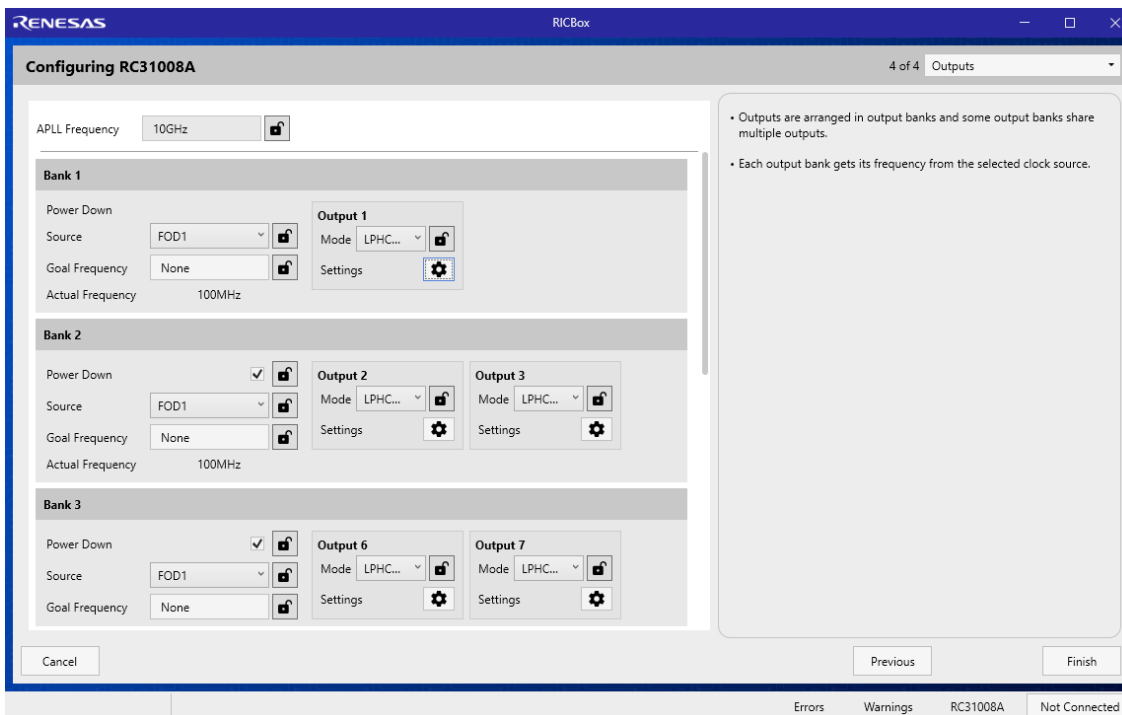 RENESAS
RICBox
Configuring RC31008A
4 of 4 Outputs
APLL Frequency 10GHz
Bank 1
Power Down
Source FOD1
Goal Frequency None
Actual Frequency 100MHz
Output 1
Mode LPHC...
Settings
Bank 2
Power Down
Source FOD1
Goal Frequency None
Actual Frequency 100MHz
Output 2
Mode LPHC...
Settings
Output 3
Mode LPHC...
Settings
Bank 3
Power Down
Source FOD1
Goal Frequency None
Output 6
Mode LPHC...
Settings
Output 7
Mode LPHC...
Settings
• Outputs are arranged in output banks and some output banks share
multiple outputs.
• Each output bank gets its frequency from the selected clock source.
Cancel
Previous
Finish
Errors Warnings RC31008A Not Connected